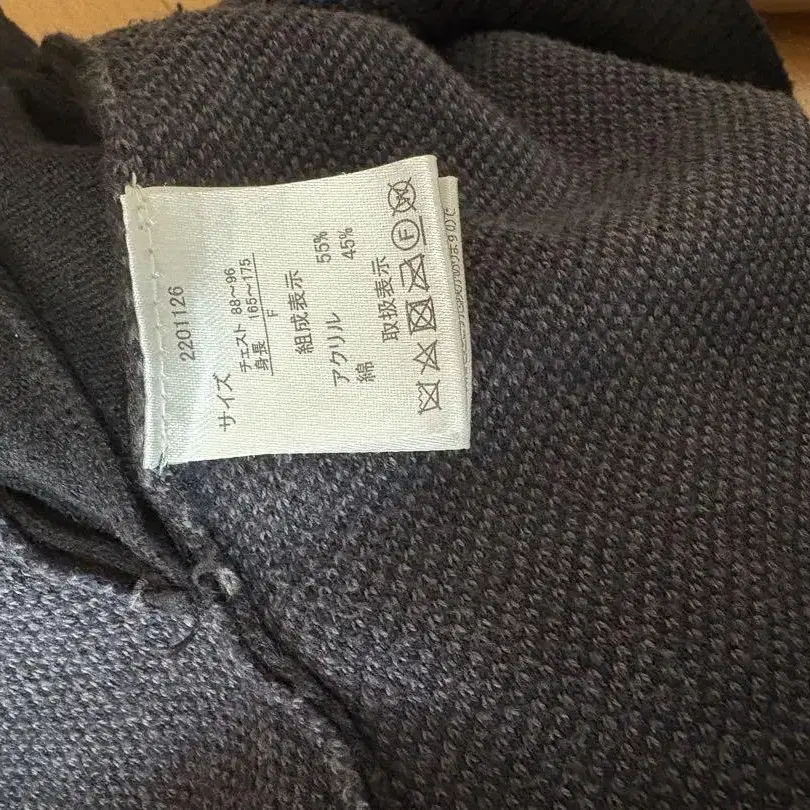 2201126
サイズ
チェスト 88～96
身長 165～175
F
組成表示
アクリル 55%
綿 45%
取扱表示
F